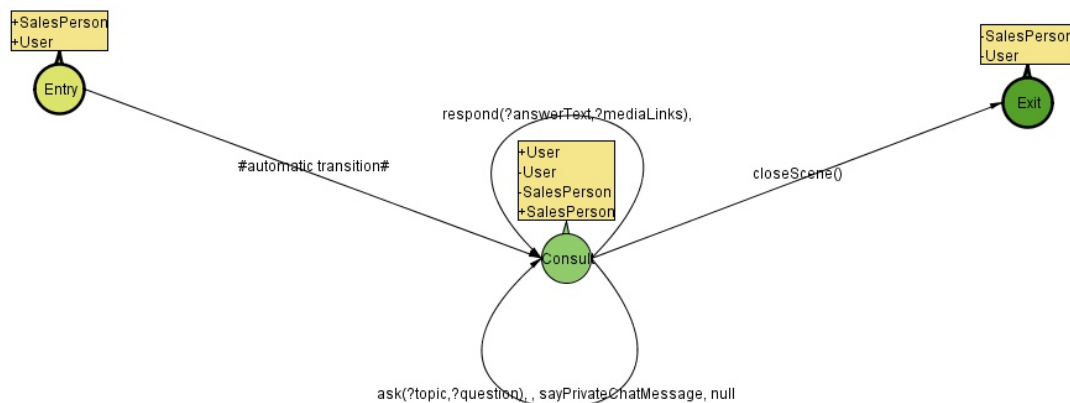 +SalesPerson
+User
Entry
-SalesPerson
-User
Exit
respond(?answerText,?mediaLinks),
#automatic transition#
closeScene()
+User
-User
-SalesPerson
+SalesPerson
Consult
ask(?topic,?question), , sayPrivateChatMessage, null